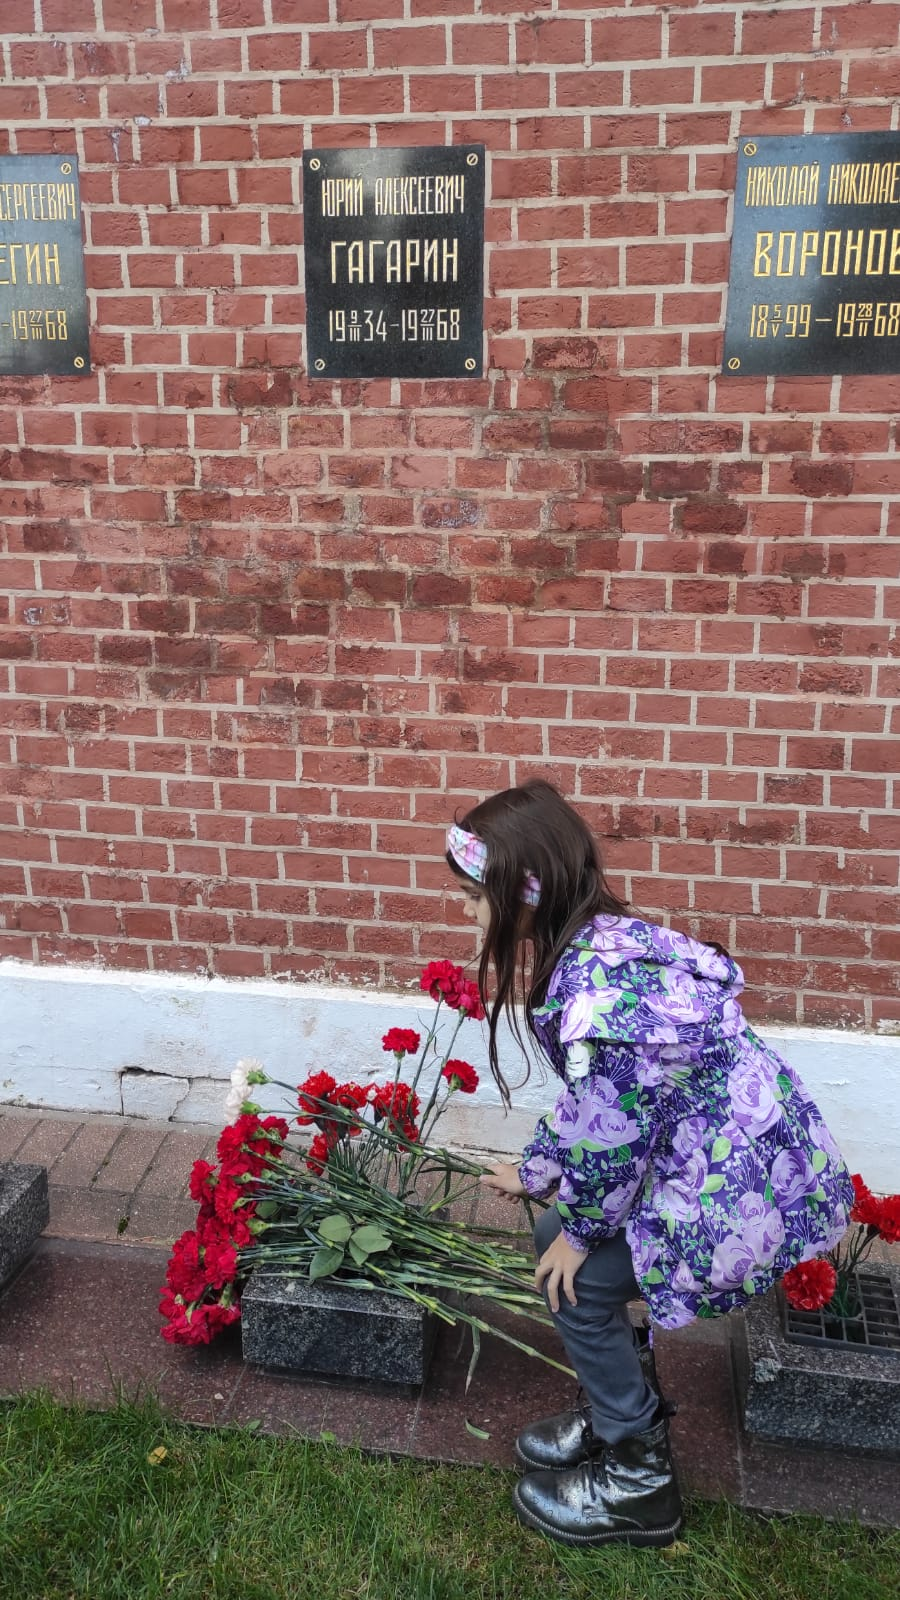 СЕРГЕЕВИЧ
ЕГИН
-19 27/III 68
ЮРИЙ АЛЕКСЕЕВИЧ
ГАГАРИН
19 9/III 34-19 27/III 68
НИКОЛАЙ НИКОЛАЕ
ВОРОНОВ
18 5/V 99-19 28/II 68